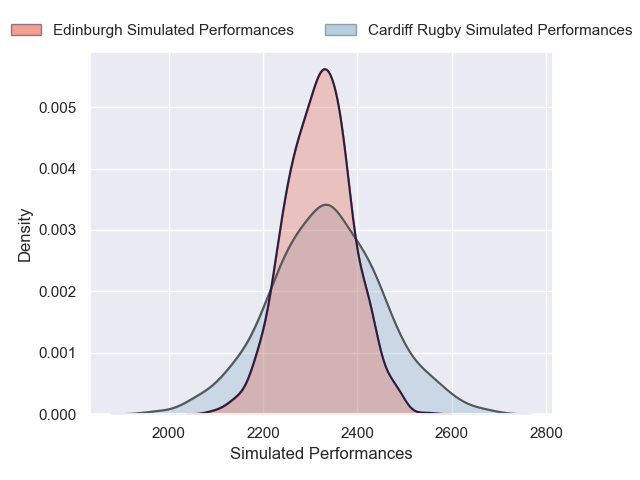 Edinburgh Simulated Performances Cardiff Rugby Simulated Performances
0.005
0.004
0.003
0.002
0.001
0.000
Density
2000 2200 2400 2600 2800
Simulated Performances